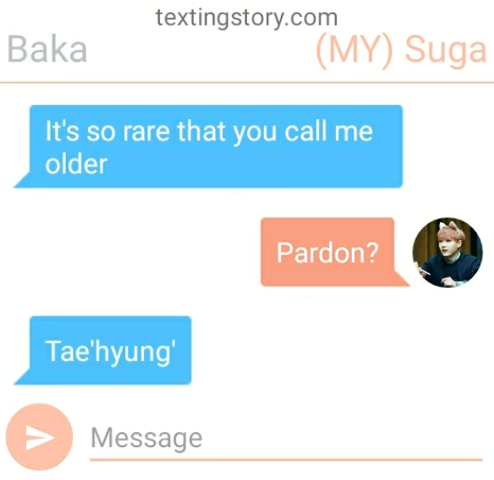 textingstory.com
Baka
(MY) Suga
It's so rare that you call me
older
Pardon?
Tae'hyung'
Message